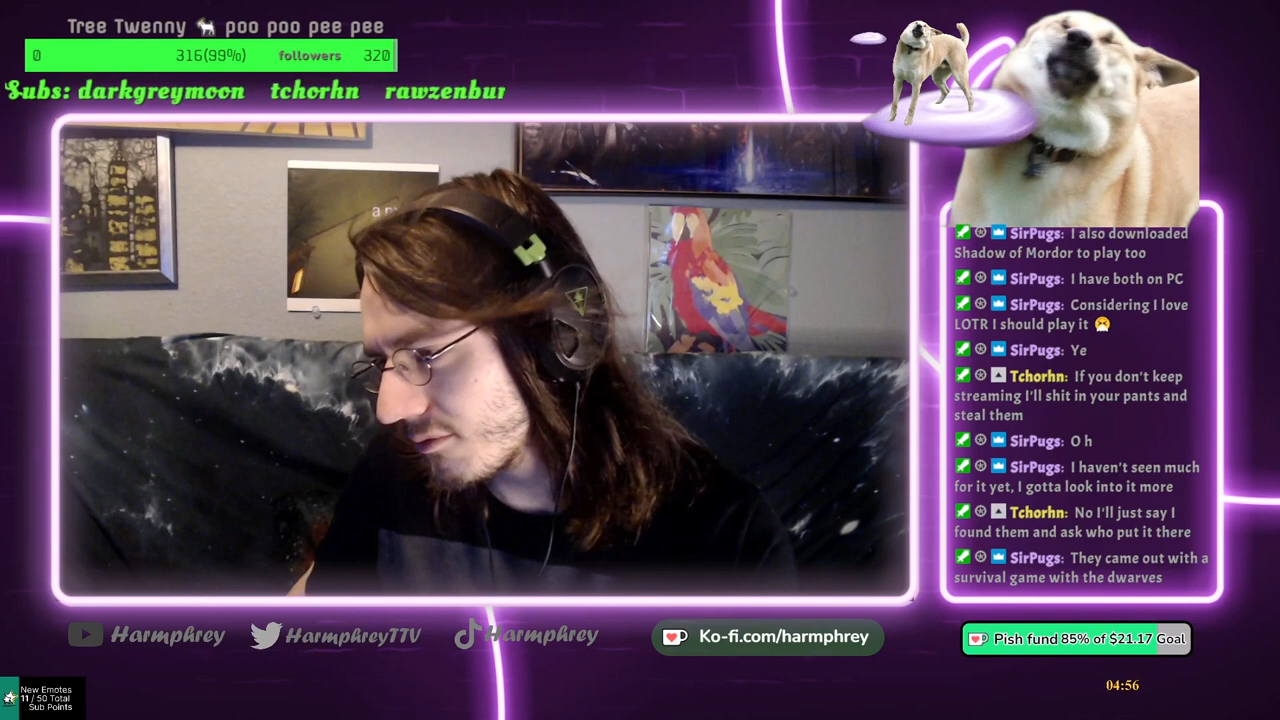 Tree Twenny 🐐 poo poo pee pee
0 316(99%) followers 320
Subs: darkgreymoon tchorhn rawzenbur
SirPugs: I also downloaded
Shadow of Mordor to play too
SirPugs: I have both on PC
SirPugs: Considering I love
LOTR I should play it 😷
SirPugs: Ye
Tchorhn: If you don't keep
streaming I'll shit in your pants and
steal them
SirPugs: O h
SirPugs: I haven't seen much
for it yet, I gotta look into it more
Tchorhn: No I'll just say I
found them and ask who put it there
SirPugs: They came out with a
survival game with the dwarves
Harmphrey HarmphreyTTV Harmphrey Ko-fi.com/harmphrey Pish fund 85% of $21.17 Goal
04:56
New Emotes
11 / 50 Total
Sub Points